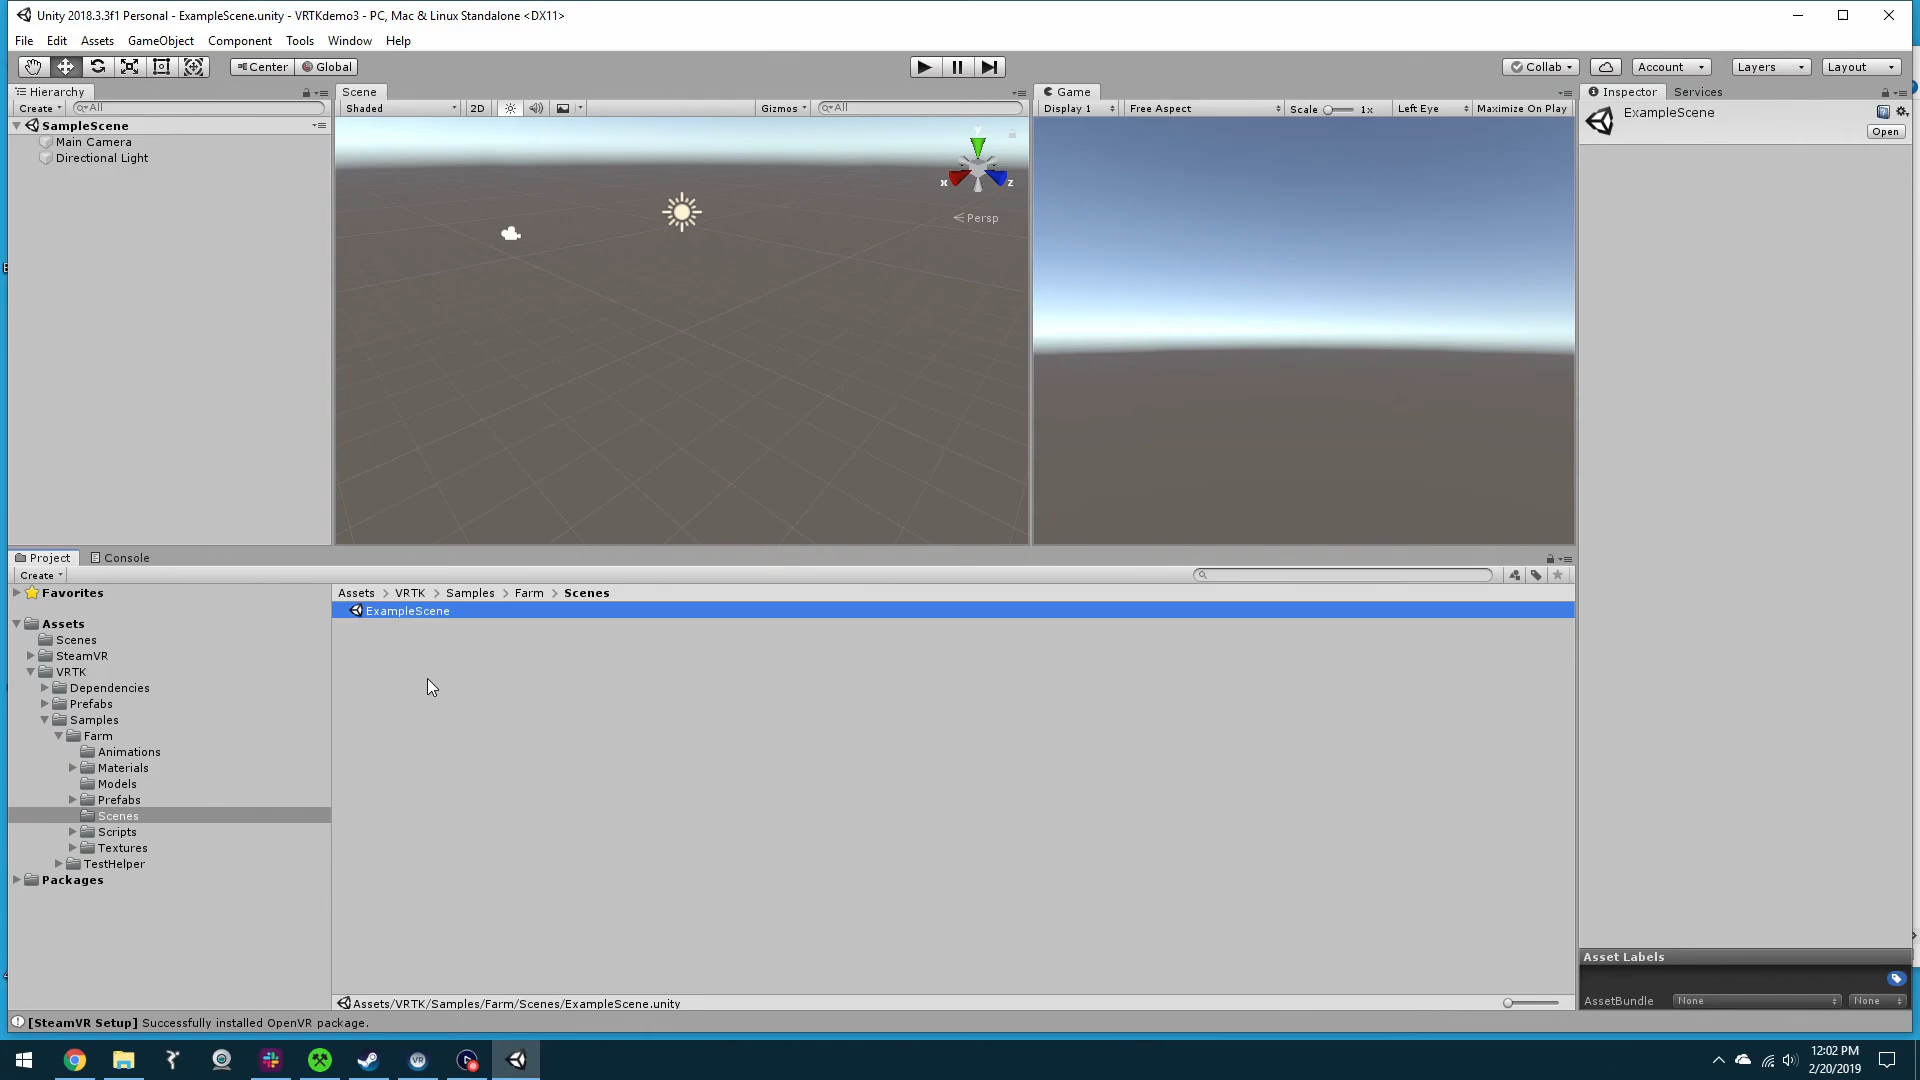 Unity 2018.3.3f1 Personal - ExampleScene.unity - VRTKdemo3 - PC, Mac & Linux Standalone <DX11>
File Edit Assets GameObject Component Tools Window Help
Center Global Collab Account Layers Layout
Hierarchy
Create All
SampleScene
Main Camera
Directional Light
Scene
Shaded 2D Gizmos All
y
x z
Persp
Game
Display 1 Free Aspect Scale 1x Left Eye Maximize On Play
Inspector Services
ExampleScene
Open
Project Console
Create
Favorites
Assets
Scenes
SteamVR
VRTK
Dependencies
Prefabs
Samples
Farm
Animations
Materials
Models
Prefabs
Scenes
Scripts
Textures
TestHelper
Packages
Assets > VRTK > Samples > Farm > Scenes
ExampleScene
Assets/VRTK/Samples/Farm/Scenes/ExampleScene.unity
Asset Labels
AssetBundle None None
[SteamVR Setup] Successfully installed OpenVR package.
VR
12:02 PM
2/20/2019